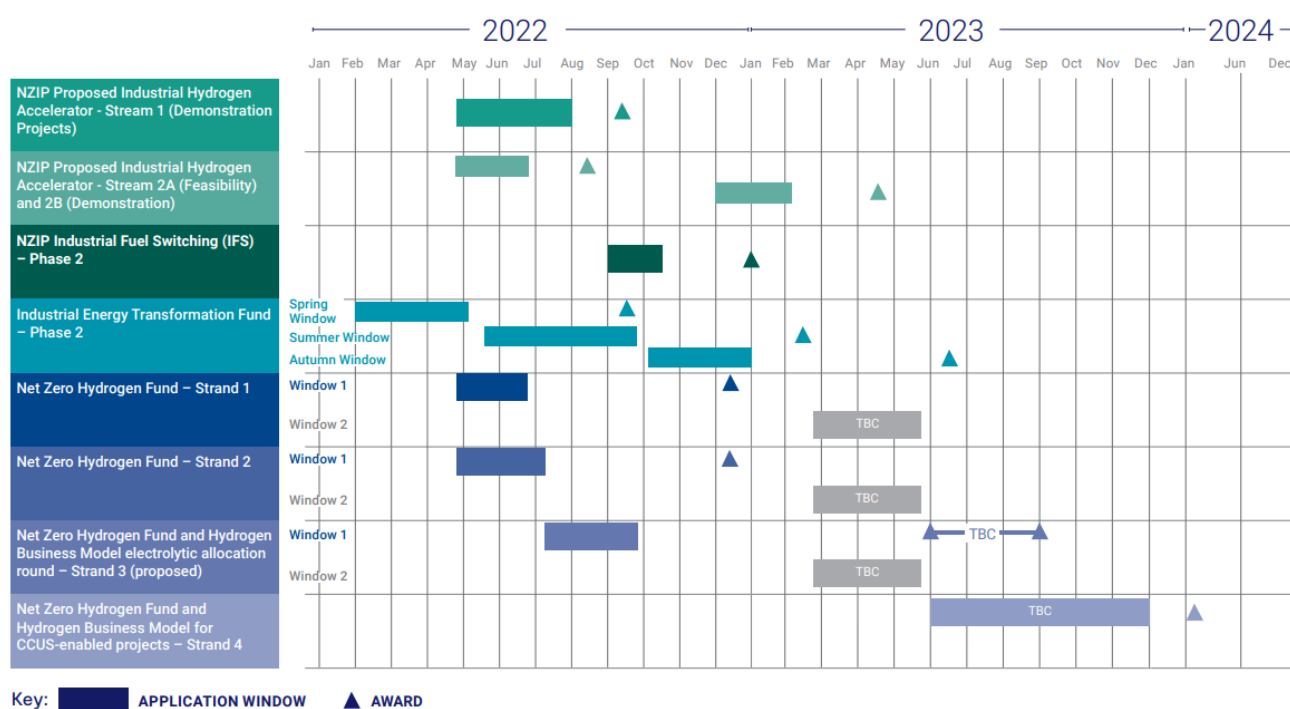 2022 2023 2024
Jan Feb Mar Apr May Jun Jul Aug Sep Oct Nov Dec Jan Feb Mar Apr May Jun Jul Aug Sep Oct Nov Dec Jan Jun Dec
NZIP Proposed Industrial Hydrogen
Accelerator - Stream 1 (Demonstration
Projects)
NZIP Proposed Industrial Hydrogen
Accelerator - Stream 2A (Feasibility)
and 2B (Demonstration)
NZIP Industrial Fuel Switching (IFS)
– Phase 2
Industrial Energy Transformation Fund
– Phase 2
Spring
Window
Summer Window
Autumn Window
Net Zero Hydrogen Fund – Strand 1
Window 1
Window 2
TBC
Net Zero Hydrogen Fund – Strand 2
Window 1
Window 2
TBC
Net Zero Hydrogen Fund and Hydrogen
Business Model electrolytic allocation
round – Strand 3 (proposed)
Window 1
TBC
Window 2
TBC
Net Zero Hydrogen Fund and
Hydrogen Business Model for
CCUS-enabled projects – Strand 4
TBC
Key: APPLICATION WINDOW AWARD